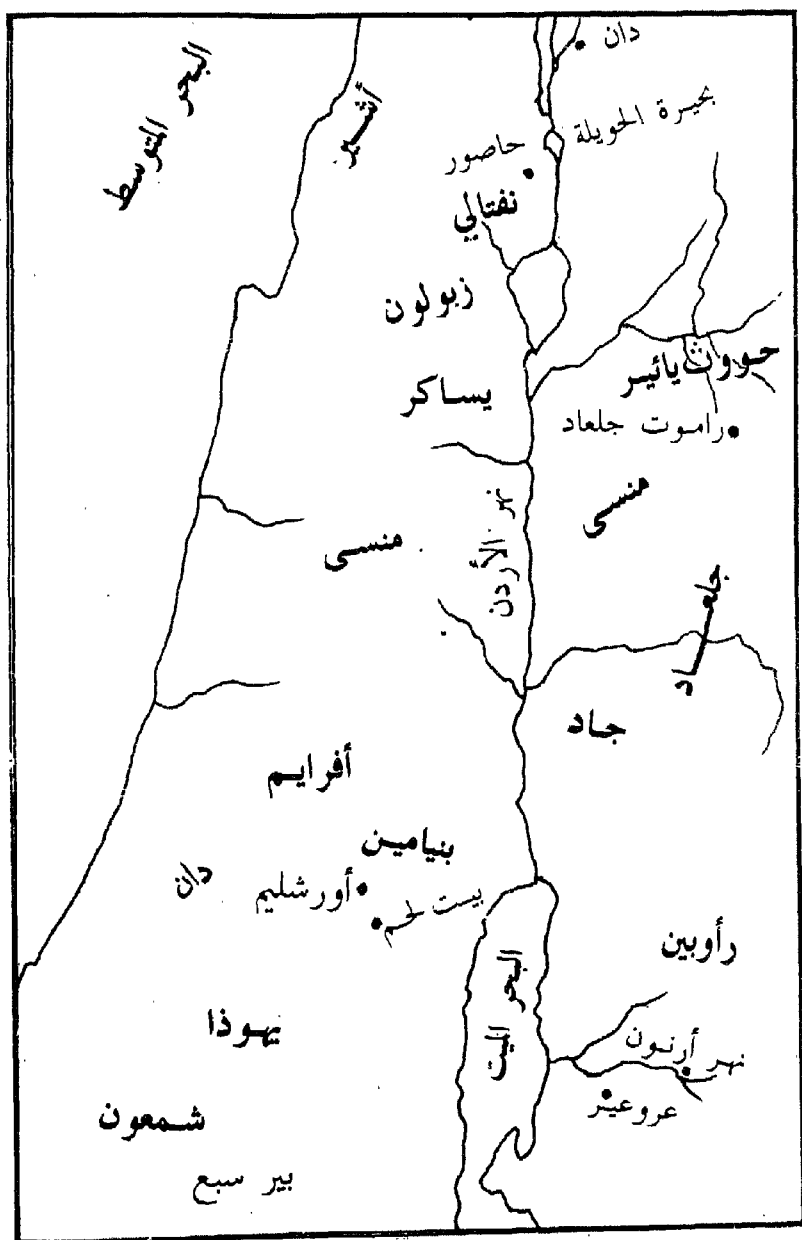 دان
البحر المتوسط
أشير
بحيرة الحويلة
حاصور
نفتالي
زبولون
حووث يائير
يساكر
راموت جلعاد
منسى
نهر الأردن
منسى
جلعاد
جاد
أفرايم
بنيامين
دان
أورشليم
بيت لحم
رأوبين
البحر الميت
يهوذا
نهر أرنون
عروعير
شمعون
بير سبع